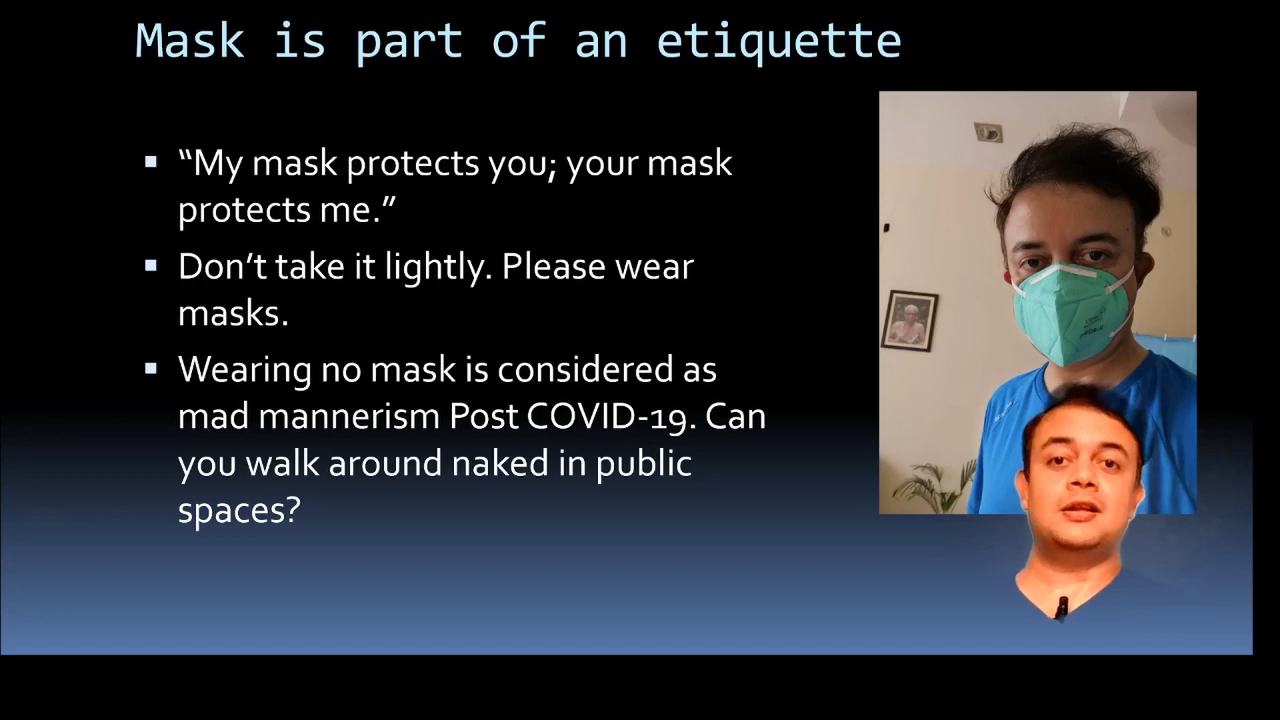 Mask is part of an etiquette
“My mask protects you; your mask
protects me.”
Don’t take it lightly. Please wear
masks.
Wearing no mask is considered as
mad mannerism Post COVID-19. Can
you walk around naked in public
spaces?